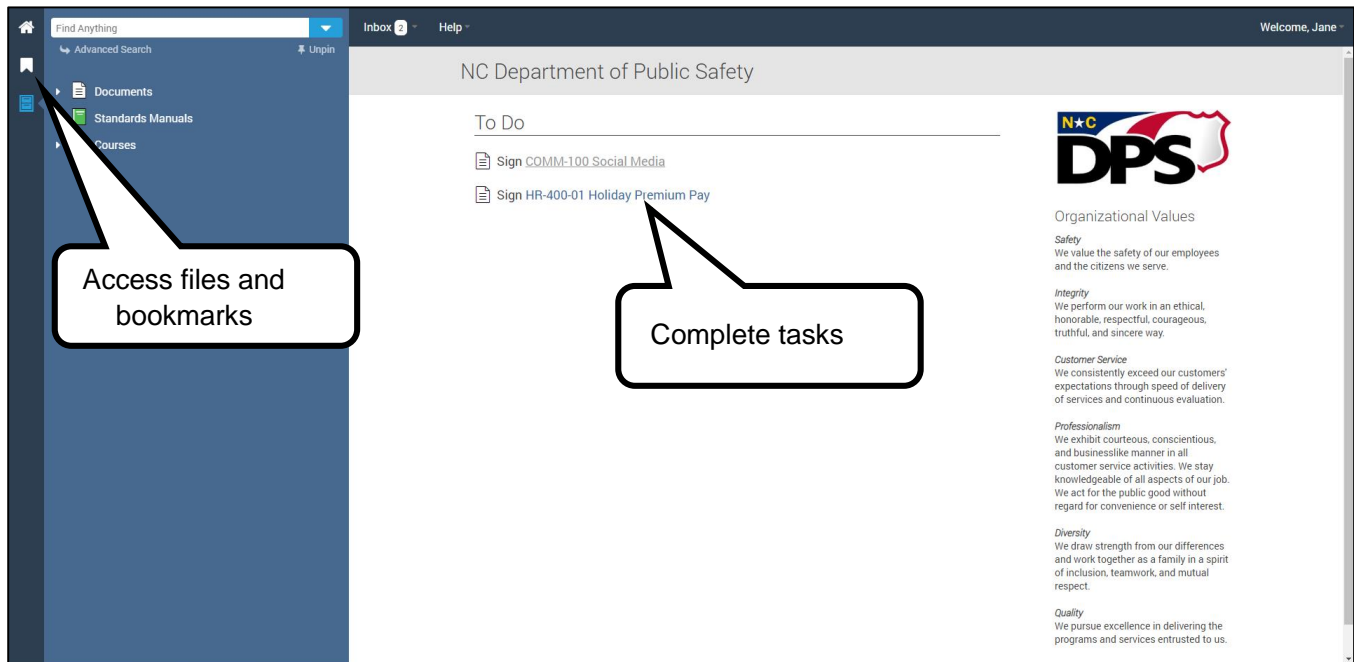 Find Anything
Inbox 2
Help
Welcome, Jane
Advanced Search
Unpin
NC Department of Public Safety
Documents
Standards Manuals
Courses
To Do
Sign COMM-100 Social Media
Sign HR-400-01 Holiday Premium Pay
Access files and
bookmarks
Complete tasks
N★C
DPS
Organizational Values
Safety
We value the safety of our employees
and the citizens we serve.
Integrity
We perform our work in an ethical,
honorable, respectful, courageous,
truthful, and sincere way.
Customer Service
We consistently exceed our customers'
expectations through speed of delivery
of services and continuous evaluation.
Professionalism
We exhibit courteous, conscientious,
and businesslike manner in all
customer service activities. We stay
knowledgeable of all aspects of our job.
We act for the public good without
regard for convenience or self interest.
Diversity
We draw strength from our differences
and work together as a family in a spirit
of inclusion, teamwork, and mutual
respect.
Quality
We pursue excellence in delivering the
programs and services entrusted to us.